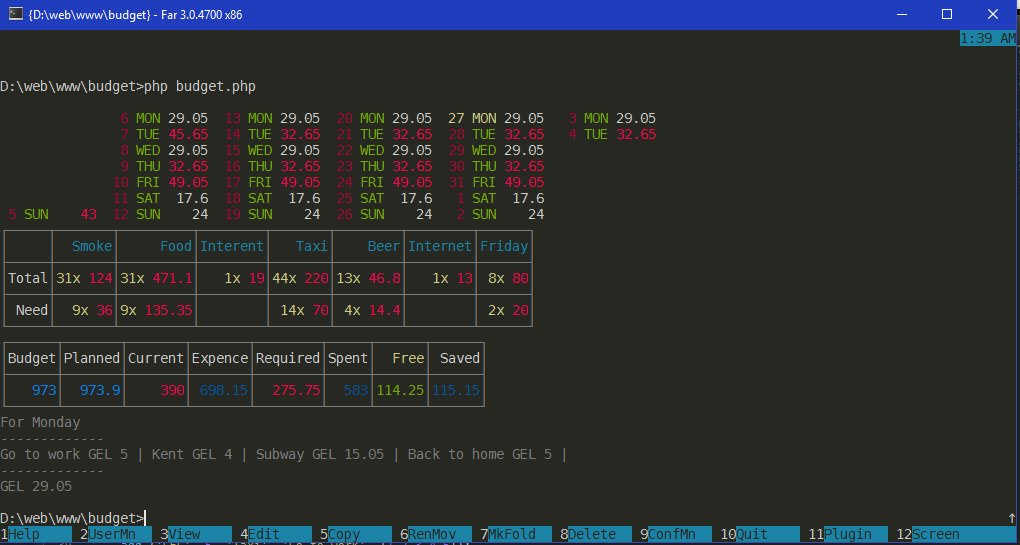 {D:\web\www\budget} - Far 3.0.4700 x86
1:39 AM
D:\web\www\budget>php budget.php
6 MON 29.05 13 MON 29.05 20 MON 29.05 27 MON 29.05 3 MON 29.05
7 TUE 45.65 14 TUE 32.65 21 TUE 32.65 28 TUE 32.65 4 TUE 32.65
8 WED 29.05 15 WED 29.05 22 WED 29.05 29 WED 29.05
9 THU 32.65 16 THU 32.65 23 THU 32.65 30 THU 32.65
10 FRI 49.05 17 FRI 49.05 24 FRI 49.05 31 FRI 49.05
11 SAT 17.6 18 SAT 17.6 25 SAT 17.6 1 SAT 17.6
5 SUN 43 12 SUN 24 19 SUN 24 26 SUN 24 2 SUN 24
Smoke Food Interent Taxi Beer Internet Friday
Total 31x 124 31x 471.1 1x 19 44x 220 13x 46.8 1x 13 8x 80
Need 9x 36 9x 135.35 14x 70 4x 14.4 2x 20
Budget Planned Current Expence Required Spent Free Saved
973 973.9 390 698.15 275.75 583 114.25 115.15
For Monday
-------------
Go to work GEL 5 | Kent GEL 4 | Subway GEL 15.05 | Back to home GEL 5 |
-------------
GEL 29.05
D:\web\www\budget>
1Help 2UserMn 3View 4Edit 5Copy 6RenMov 7MkFold 8Delete 9ConfMn 10Quit 11Plugin 12Screen